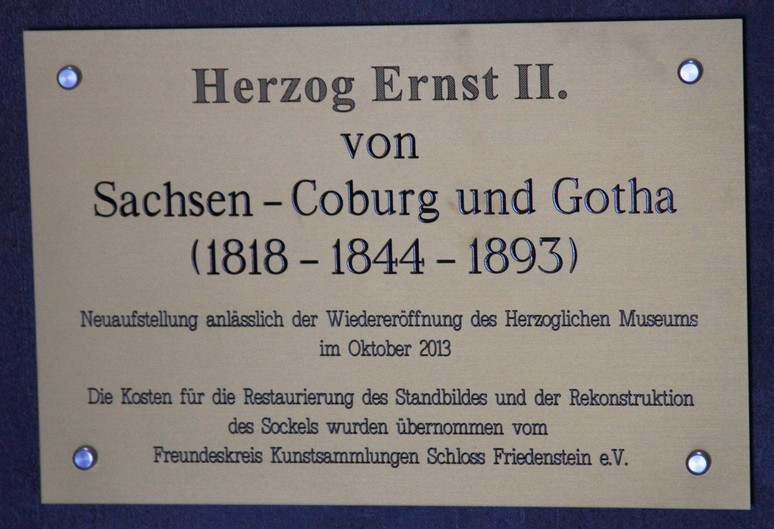 Herzog Ernst II.
von
Sachsen – Coburg und Gotha
(1818 – 1844 – 1893)
Neuaufstellung anlässlich der Wiedereröffnung des Herzoglichen Museums
im Oktober 2013
Die Kosten für die Restaurierung des Standbildes und der Rekonstruktion
des Sockels wurden übernommen vom
Freundeskreis Kunstsammlungen Schloss Friedenstein e.V.